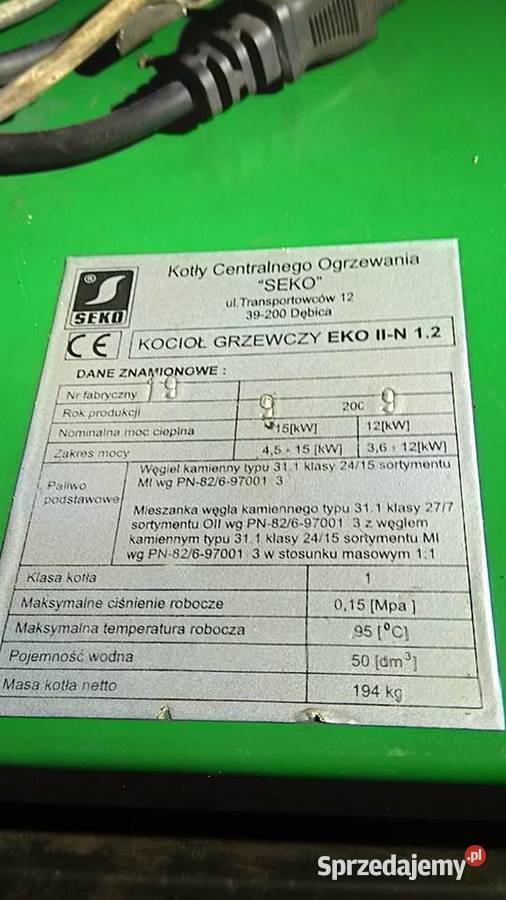 Kotły Centralnego Ogrzewania
"SEKO"
ul.Transportowców 12
39-200 Dębica
®
SEKO
CE
KOCIOŁ GRZEWCZY EKO II-N 1.2
DANE ZNAMIONOWE :
Nr fabryczny 19
Rok produkcji 9 200 9
Nominalna moc cieplna 15[kW] 12[kW]
Zakres mocy 4,5 ÷ 15 [kW] 3,6 ÷ 12[kW]
Paliwo podstawowe
Węgiel kamienny typu 31.1 klasy 24/15 sortymentu
MI wg PN-82/6-97001 3
Mieszanka węgla kamiennego typu 31.1 klasy 27/7
sortymentu OII wg PN-82/6-97001 3 z węglem
kamiennym typu 31.1 klasy 24/15 sortymentu MI
wg PN-82/6-97001 3 w stosunku masowym 1:1
Klasa kotła 1
Maksymalne ciśnienie robocze 0,15 [Mpa ]
Maksymalna temperatura robocza 95 [°C]
Pojemność wodna 50 [dm³]
Masa kotła netto 194 kg
Sprzedajemy.pl